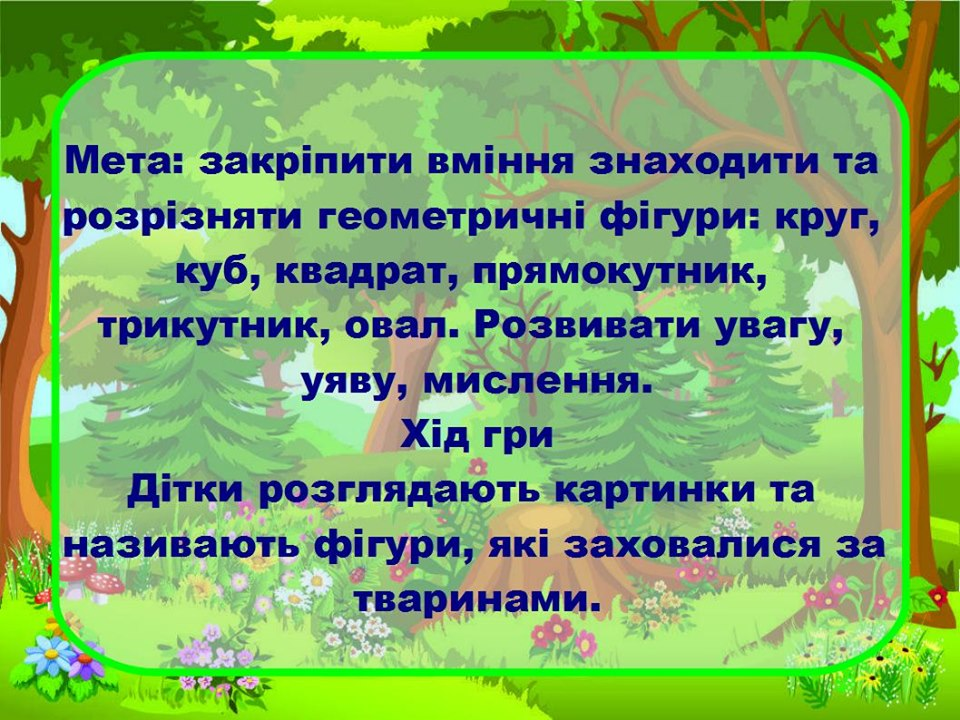 Мета: закріпити вміння знаходити та
розрізняти геометричні фігури: круг,
куб, квадрат, прямокутник,
трикутник, овал. Розвивати увагу,
уяву, мислення.
Хід гри
Дітки розглядають картинки та
називають фігури, які заховалися за
тваринами.